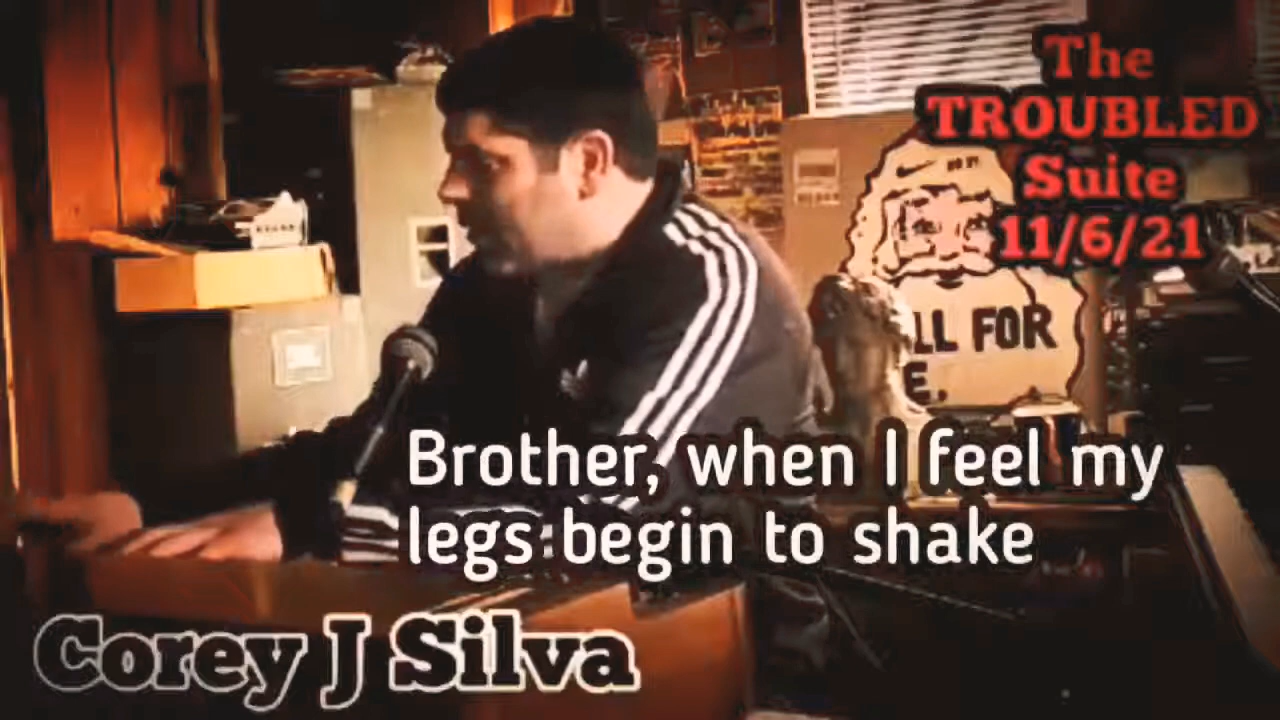 The
TROUBLED
Suite
11/6/21
LL FOR
E.
Brother, when I feel my
legs begin to shake
Corey J Silva